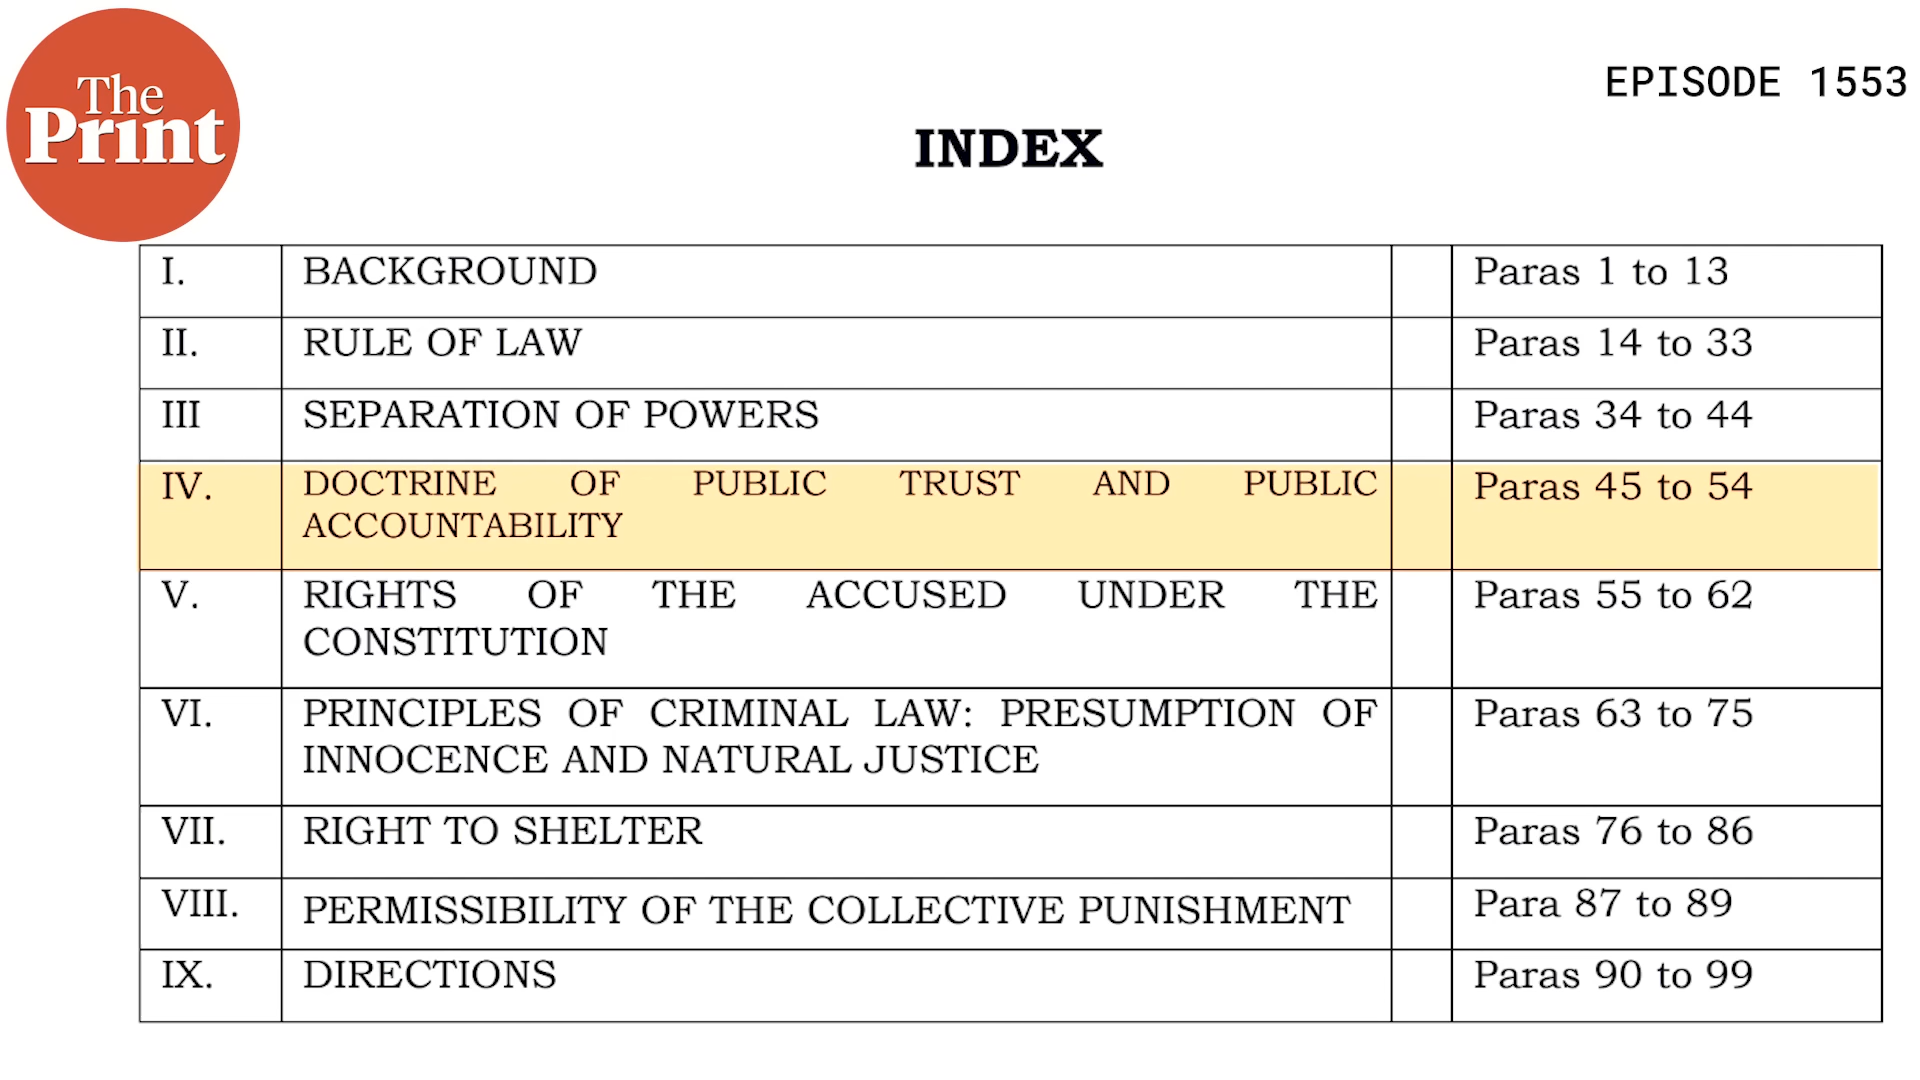 The
Print
EPISODE 1553
INDEX
I. BACKGROUND Paras 1 to 13
II. RULE OF LAW Paras 14 to 33
III SEPARATION OF POWERS Paras 34 to 44
IV. DOCTRINE OF PUBLIC TRUST AND PUBLIC Paras 45 to 54
ACCOUNTABILITY
V. RIGHTS OF THE ACCUSED UNDER THE Paras 55 to 62
CONSTITUTION
VI. PRINCIPLES OF CRIMINAL LAW: PRESUMPTION OF Paras 63 to 75
INNOCENCE AND NATURAL JUSTICE
VII. RIGHT TO SHELTER Paras 76 to 86
VIII. PERMISSIBILITY OF THE COLLECTIVE PUNISHMENT Para 87 to 89
IX. DIRECTIONS Paras 90 to 99